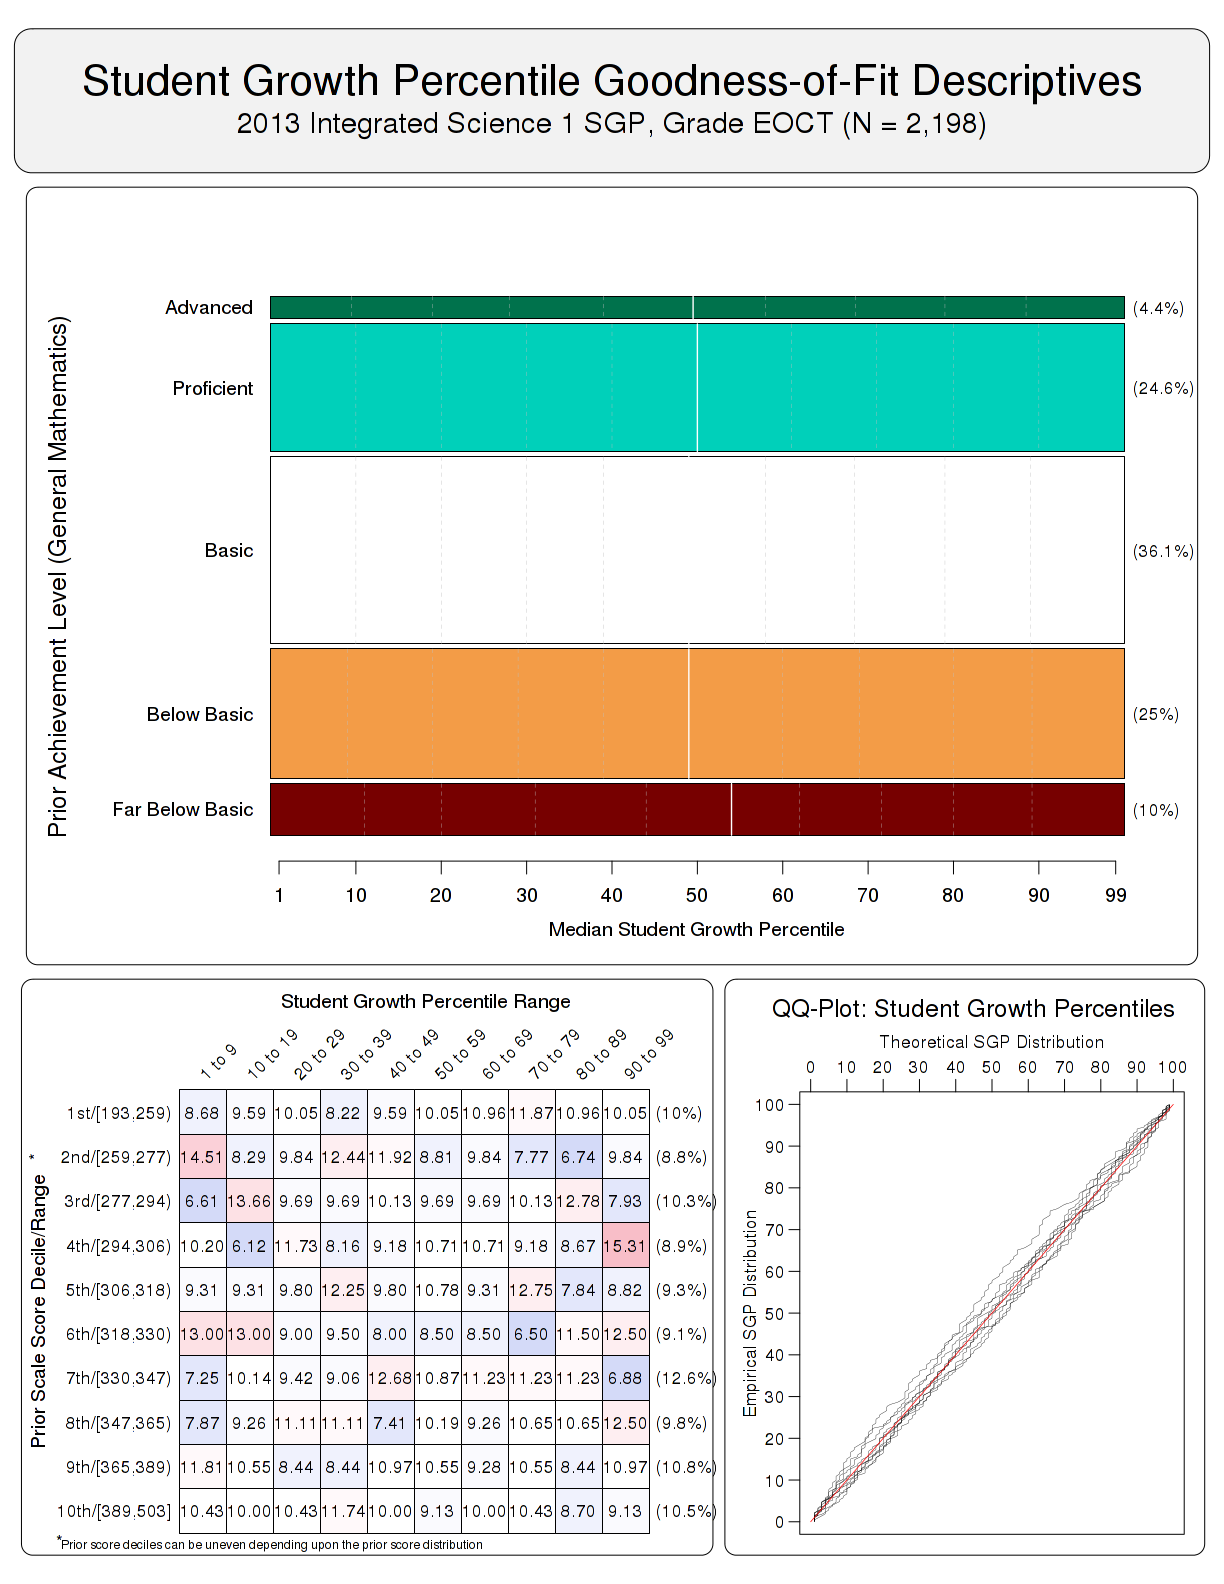 Student Growth Percentile Goodness-of-Fit Descriptives
2013 Integrated Science 1 SGP, Grade EOCT (N = 2,198)
Prior Achievement Level (General Mathematics)
Advanced (4.4%)
Proficient (24.6%)
Basic (36.1%)
Below Basic (25%)
Far Below Basic (10%)
1 10 20 30 40 50 60 70 80 90 99
Median Student Growth Percentile
Student Growth Percentile Range
1 to 9 10 to 19 20 to 29 30 to 39 40 to 49 50 to 59 60 to 69 70 to 79 80 to 89 90 to 99
Prior Scale Score Decile/Range *
1st/[193,259) 8.68 9.59 10.05 8.22 9.59 10.05 10.96 11.87 10.96 10.05 (10%)
2nd/[259,277) 14.51 8.29 9.84 12.44 11.92 8.81 9.84 7.77 6.74 9.84 (8.8%)
3rd/[277,294) 6.61 13.66 9.69 9.69 10.13 9.69 9.69 10.13 12.78 7.93 (10.3%)
4th/[294,306) 10.20 6.12 11.73 8.16 9.18 10.71 10.71 9.18 8.67 15.31 (8.9%)
5th/[306,318) 9.31 9.31 9.80 12.25 9.80 10.78 9.31 12.75 7.84 8.82 (9.3%)
6th/[318,330) 13.00 13.00 9.00 9.50 8.00 8.50 8.50 6.50 11.50 12.50 (9.1%)
7th/[330,347) 7.25 10.14 9.42 9.06 12.68 10.87 11.23 11.23 11.23 6.88 (12.6%)
8th/[347,365) 7.87 9.26 11.11 11.11 7.41 10.19 9.26 10.65 10.65 12.50 (9.8%)
9th/[365,389) 11.81 10.55 8.44 8.44 10.97 10.55 9.28 10.55 8.44 10.97 (10.8%)
10th/[389,503] 10.43 10.00 10.43 11.74 10.00 9.13 10.00 10.43 8.70 9.13 (10.5%)
*Prior score deciles can be uneven depending upon the prior score distribution
QQ-Plot: Student Growth Percentiles
Theoretical SGP Distribution
0 10 20 30 40 50 60 70 80 90 100
Empirical SGP Distribution
100
90
80
70
60
50
40
30
20
10
0